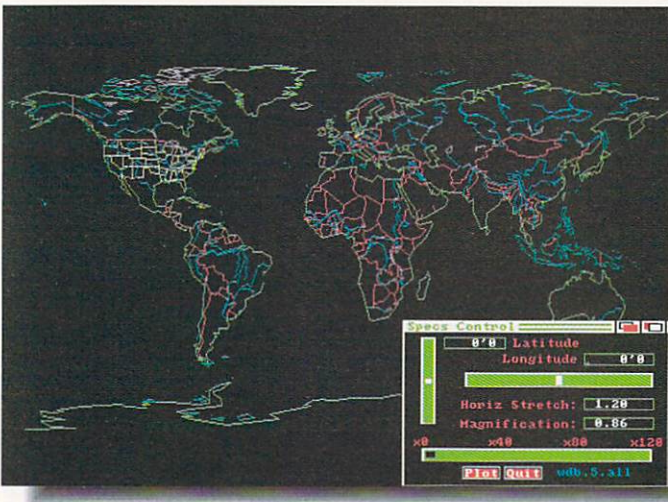 Specs Control
0°0 Latitude
Longitude 0°0
Horiz Stretch: 1.20
Magnification: 0.86
x0 x40 x80 x120
Plot Quit wdb.5.all